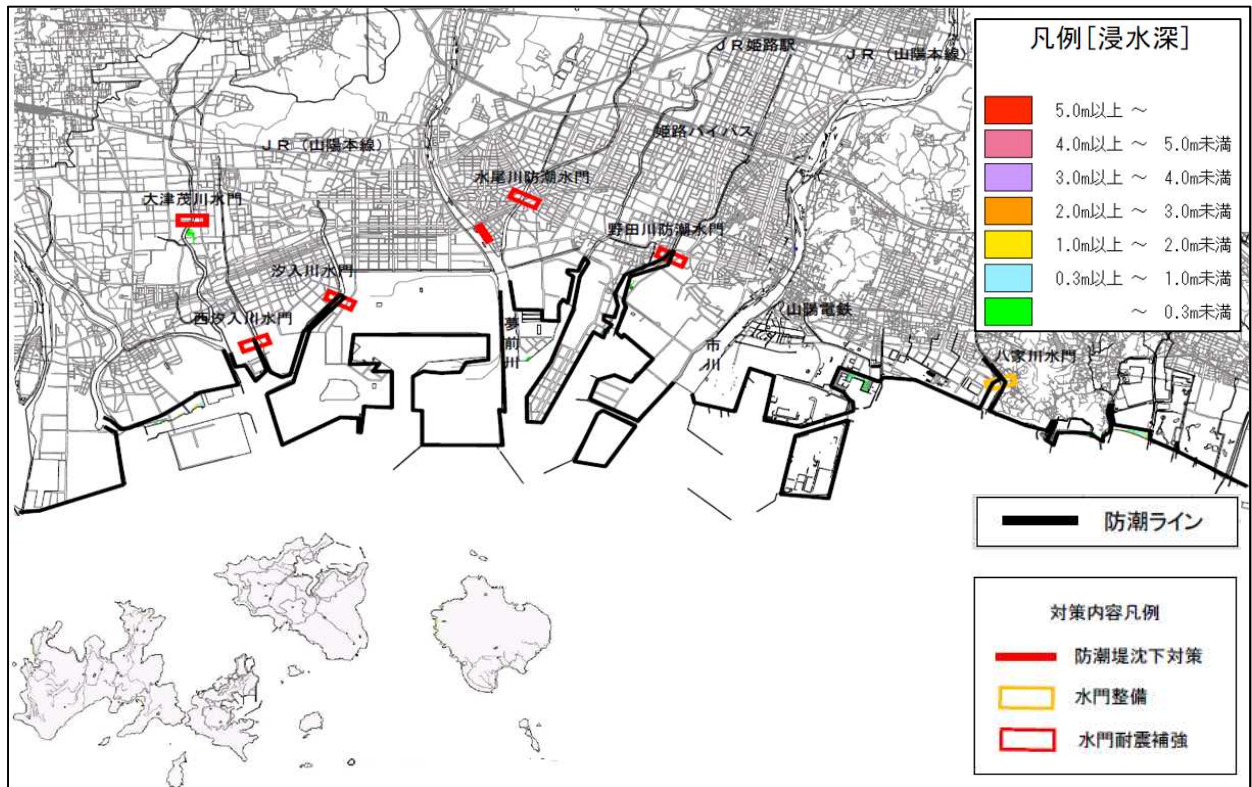 凡例[浸水深]
5.0m以上 ～
4.0m以上 ～ 5.0m未満
3.0m以上 ～ 4.0m未満
2.0m以上 ～ 3.0m未満
1.0m以上 ～ 2.0m未満
0.3m以上 ～ 1.0m未満
～ 0.3m未満
JR姫路駅
JR（山陽本線）
姫路バイパス
JR（山陽本線）
水尾川防潮水門
大津茂川水門
野田川防潮水門
汐入川水門
西汐入川水門
夢前川
市川
山陽電鉄
八家川水門
防潮ライン
対策内容凡例
防潮堤沈下対策
水門整備
水門耐震補強